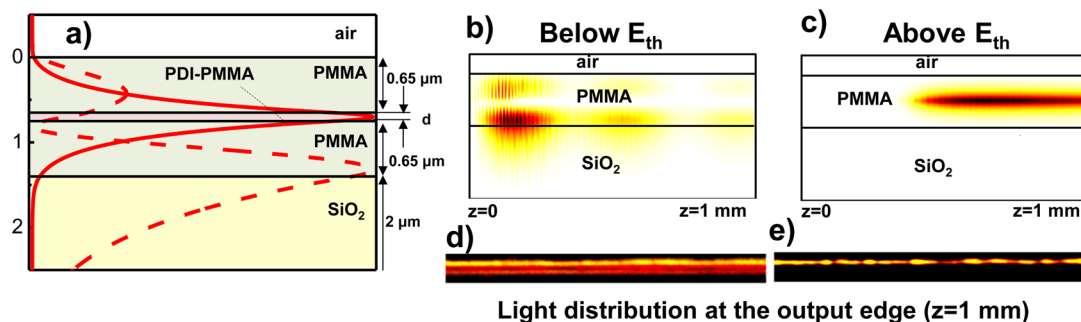 a)
air
0
PDI-PMMA
PMMA
0.65 µm
d
1
PMMA
0.65 µm
2
SiO₂
2 µm
b)
Below Eₜₕ
air
PMMA
SiO₂
z=0
z=1 mm
c)
Above Eₜₕ
air
PMMA
SiO₂
z=0
z=1 mm
d)
e)
Light distribution at the output edge (z=1 mm)